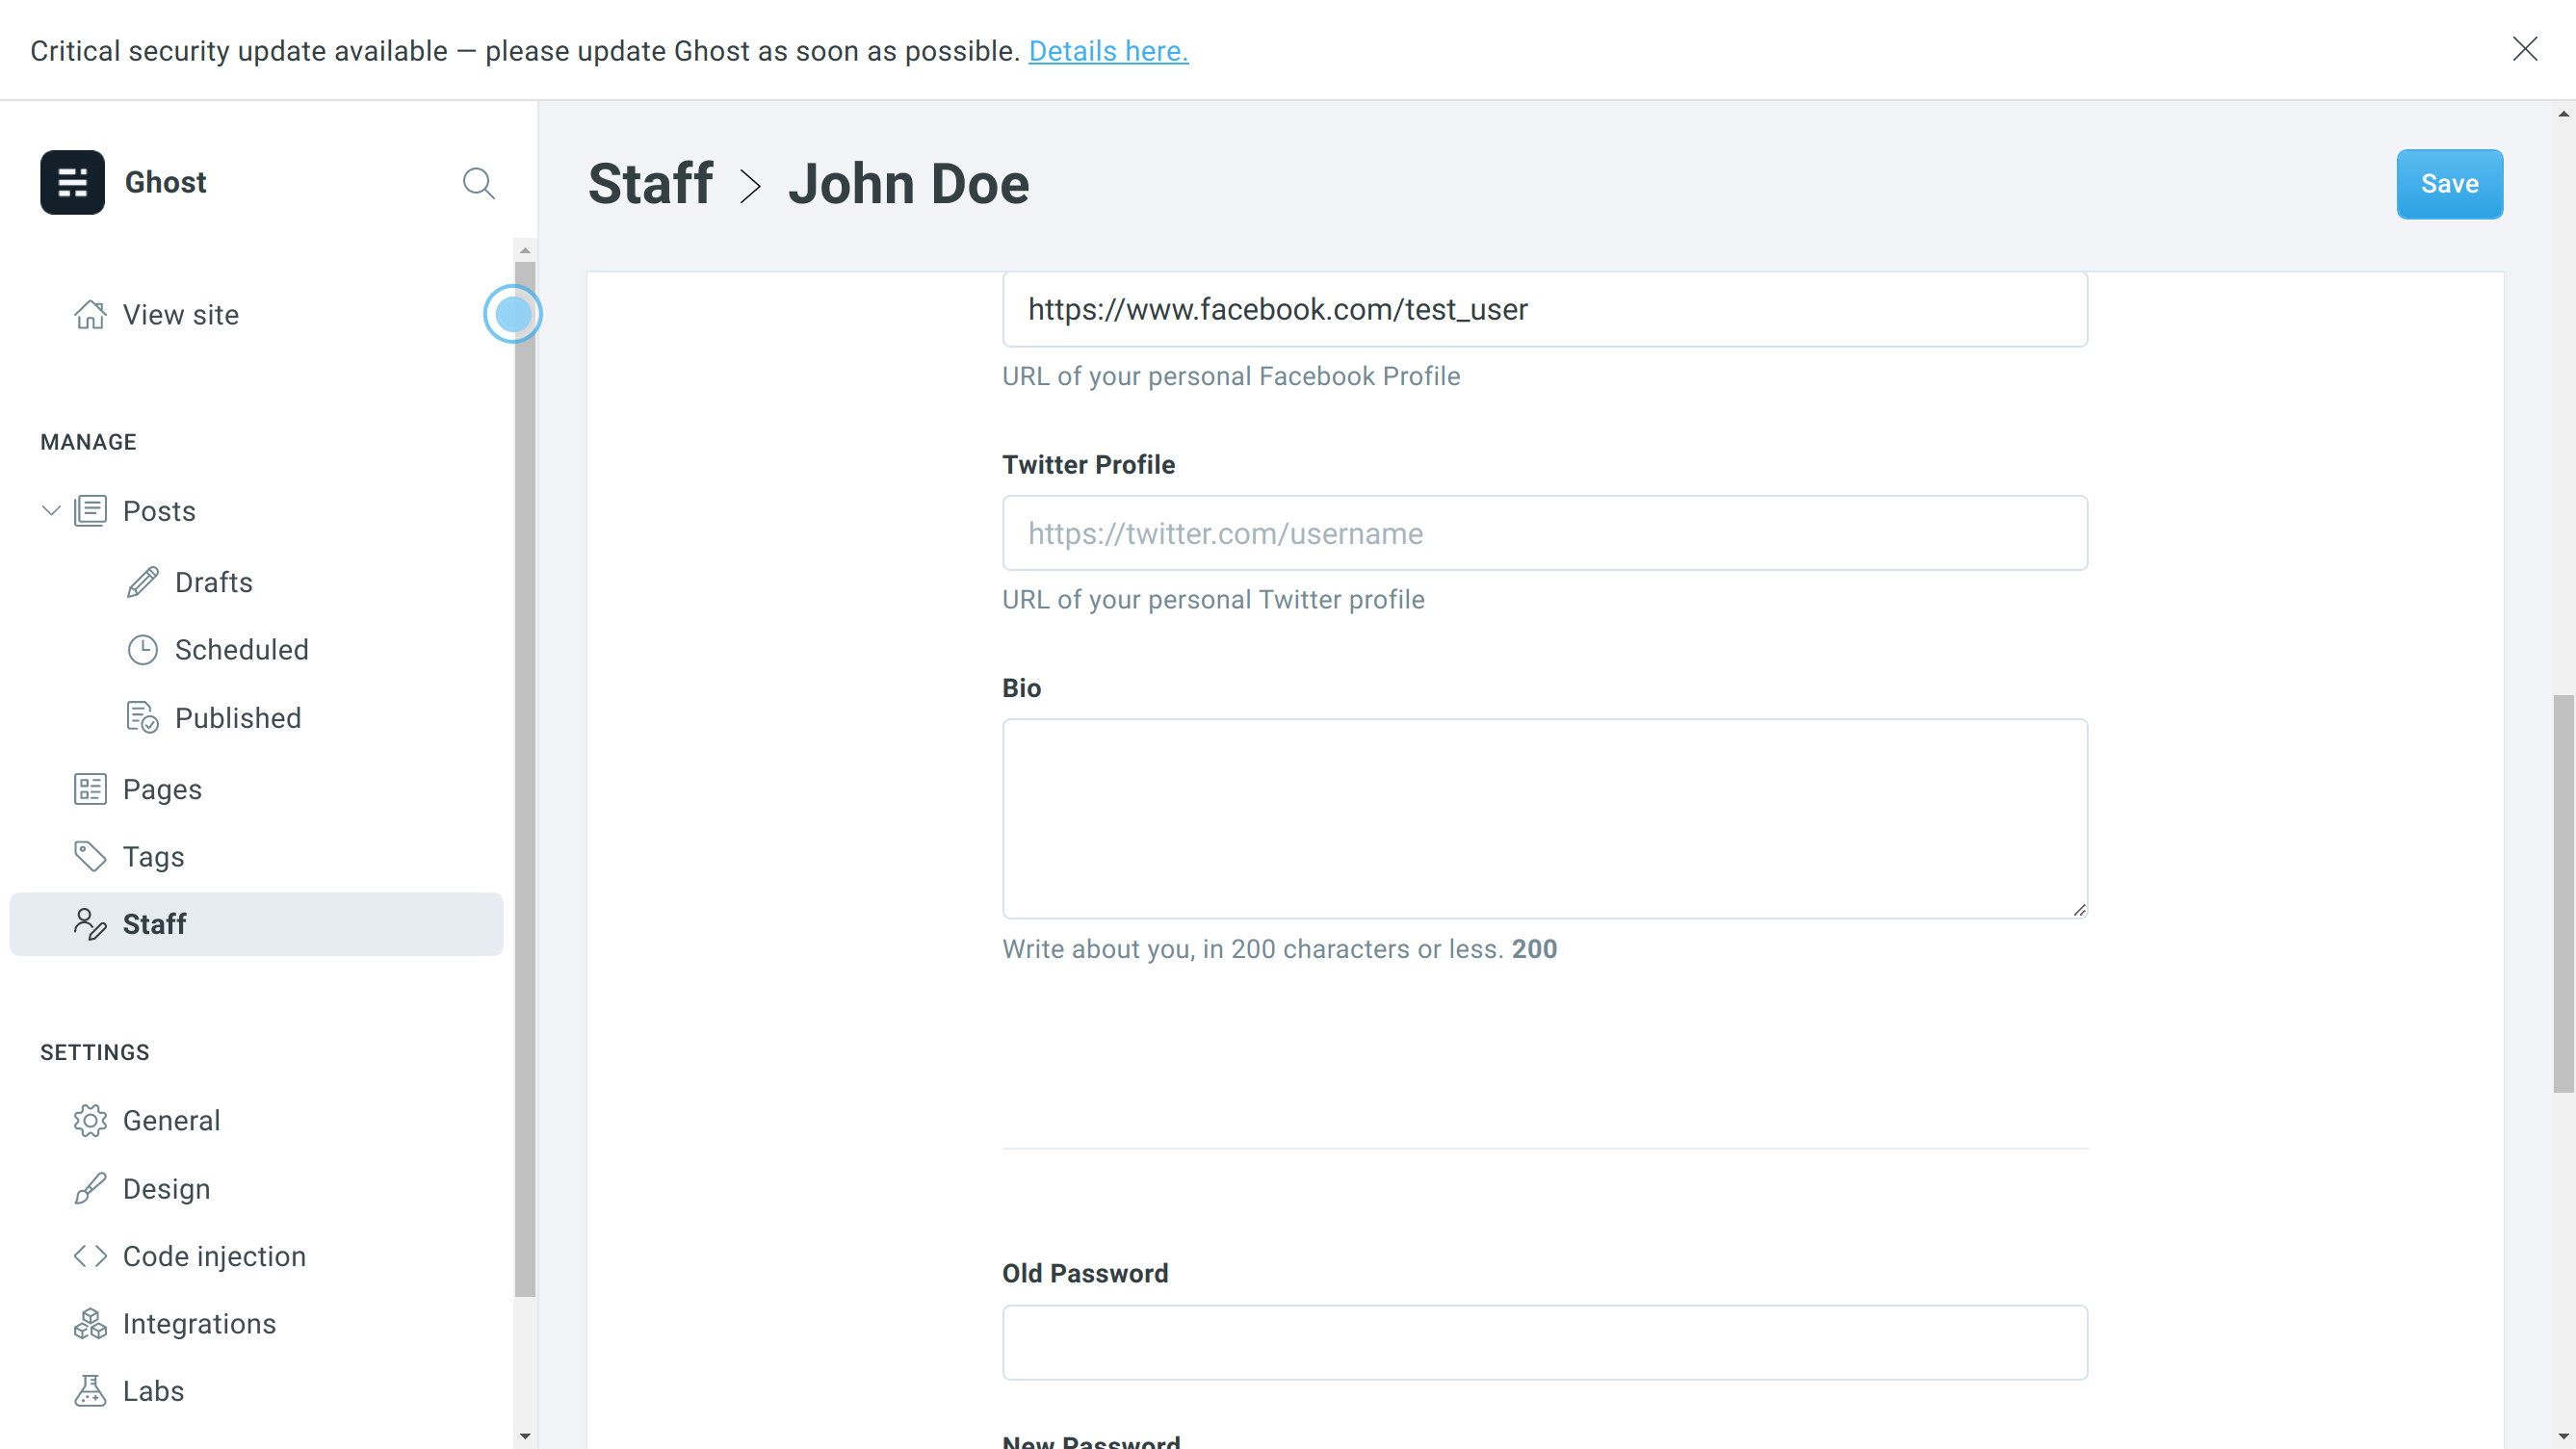 Critical security update available — please update Ghost as soon as possible. Details here.
Ghost
Staff > John Doe
Save
View site
MANAGE
Posts
Drafts
Scheduled
Published
Pages
Tags
Staff
SETTINGS
General
Design
Code injection
Integrations
Labs
https://www.facebook.com/test_user
URL of your personal Facebook Profile
Twitter Profile
https://twitter.com/username
URL of your personal Twitter profile
Bio
Write about you, in 200 characters or less. 200
Old Password
New Password